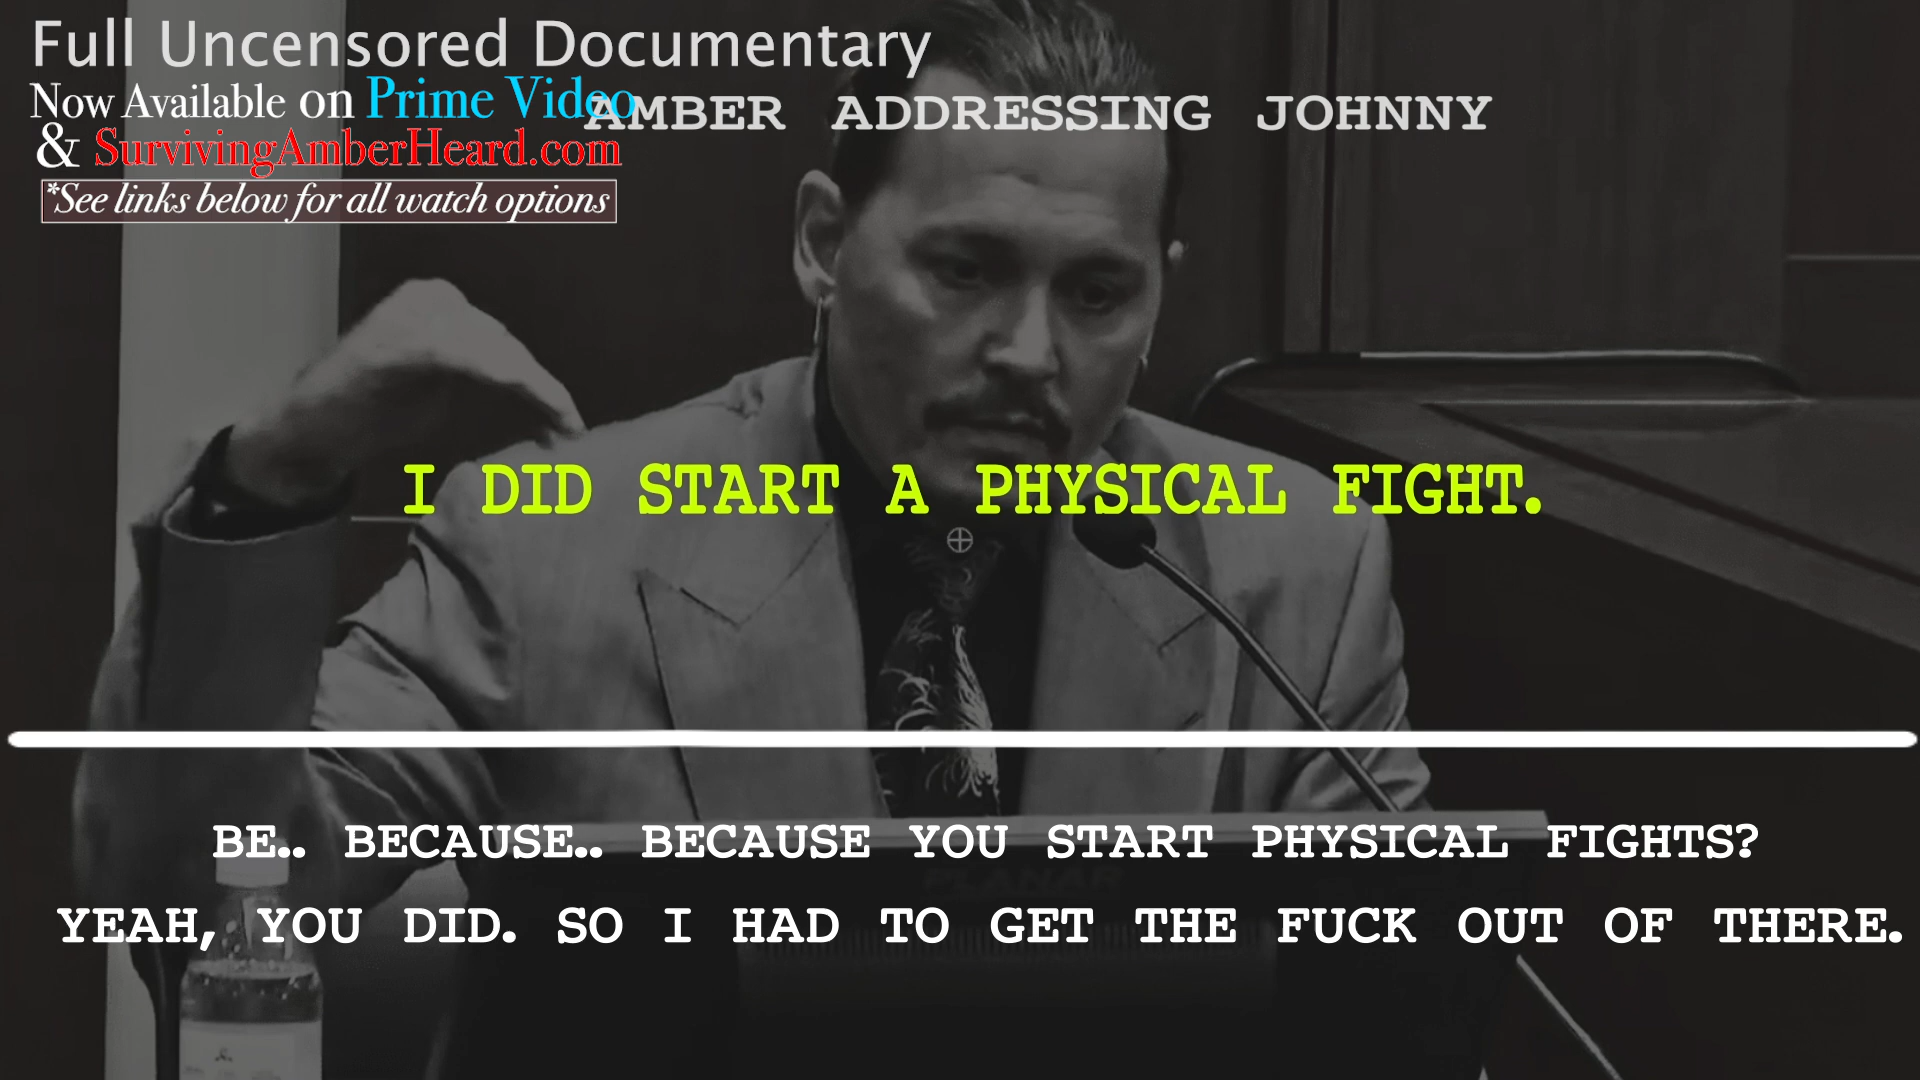 Full Uncensored Documentary
Now Available on Prime Video
& SurvivingAmberHeard.com
*See links below for all watch options
AMBER ADDRESSING JOHNNY
I DID START A PHYSICAL FIGHT.
BE.. BECAUSE.. BECAUSE YOU START PHYSICAL FIGHTS?
PLANAR
YEAH, YOU DID. SO I HAD TO GET THE FUCK OUT OF THERE.